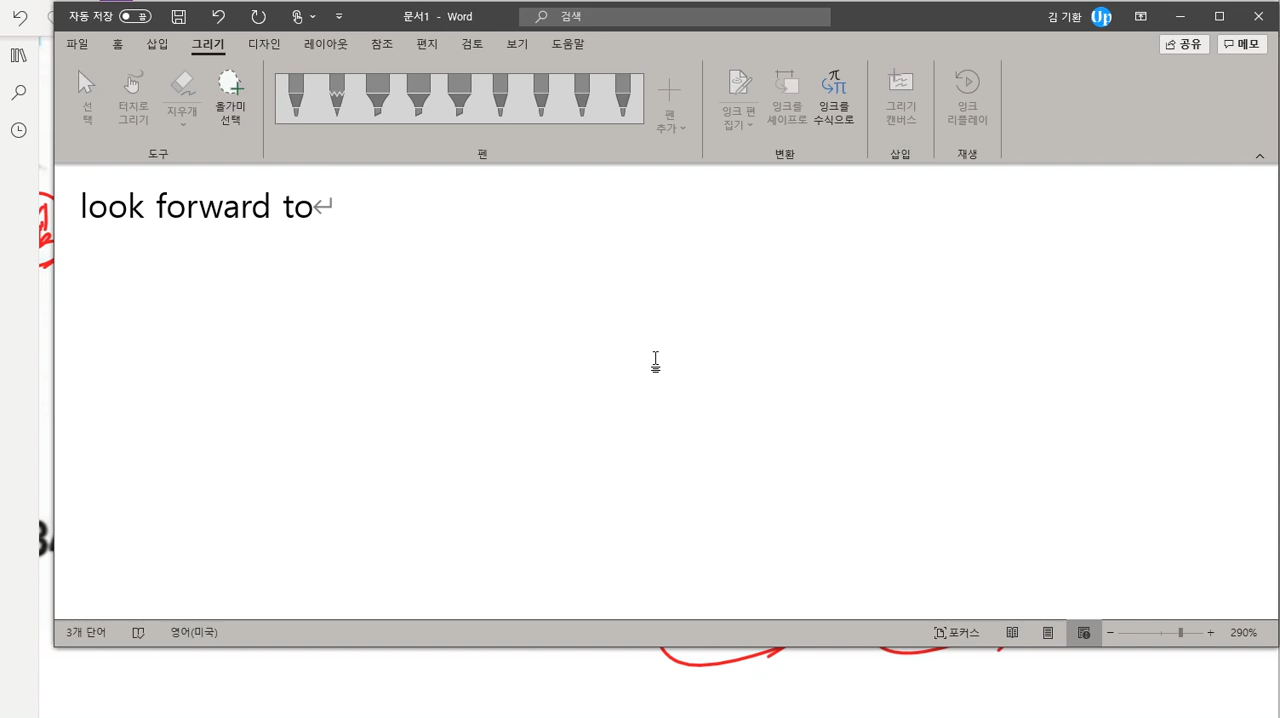 자동 저장 끔
문서1 - Word
검색
김 기환 Up
파일 홈 삽입 그리기 디자인 레이아웃 참조 편지 검토 보기 도움말
공유 메모
선택
터치로 그리기
지우개
올가미 선택
펜 추가
잉크 편집기
잉크를 셰이프로
잉크를 수식으로
그리기 캔버스
잉크 리플레이
도구 펜 변환 삽입 재생
look forward to
3개 단어 영어(미국) 포커스 290%